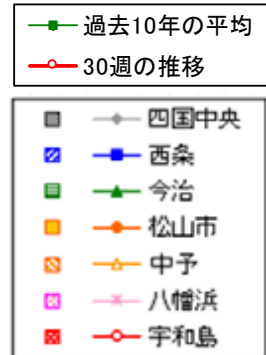 過去10年の平均
30週の推移
四国中央
西条
今治
松山市
中予
八幡浜
宇和島